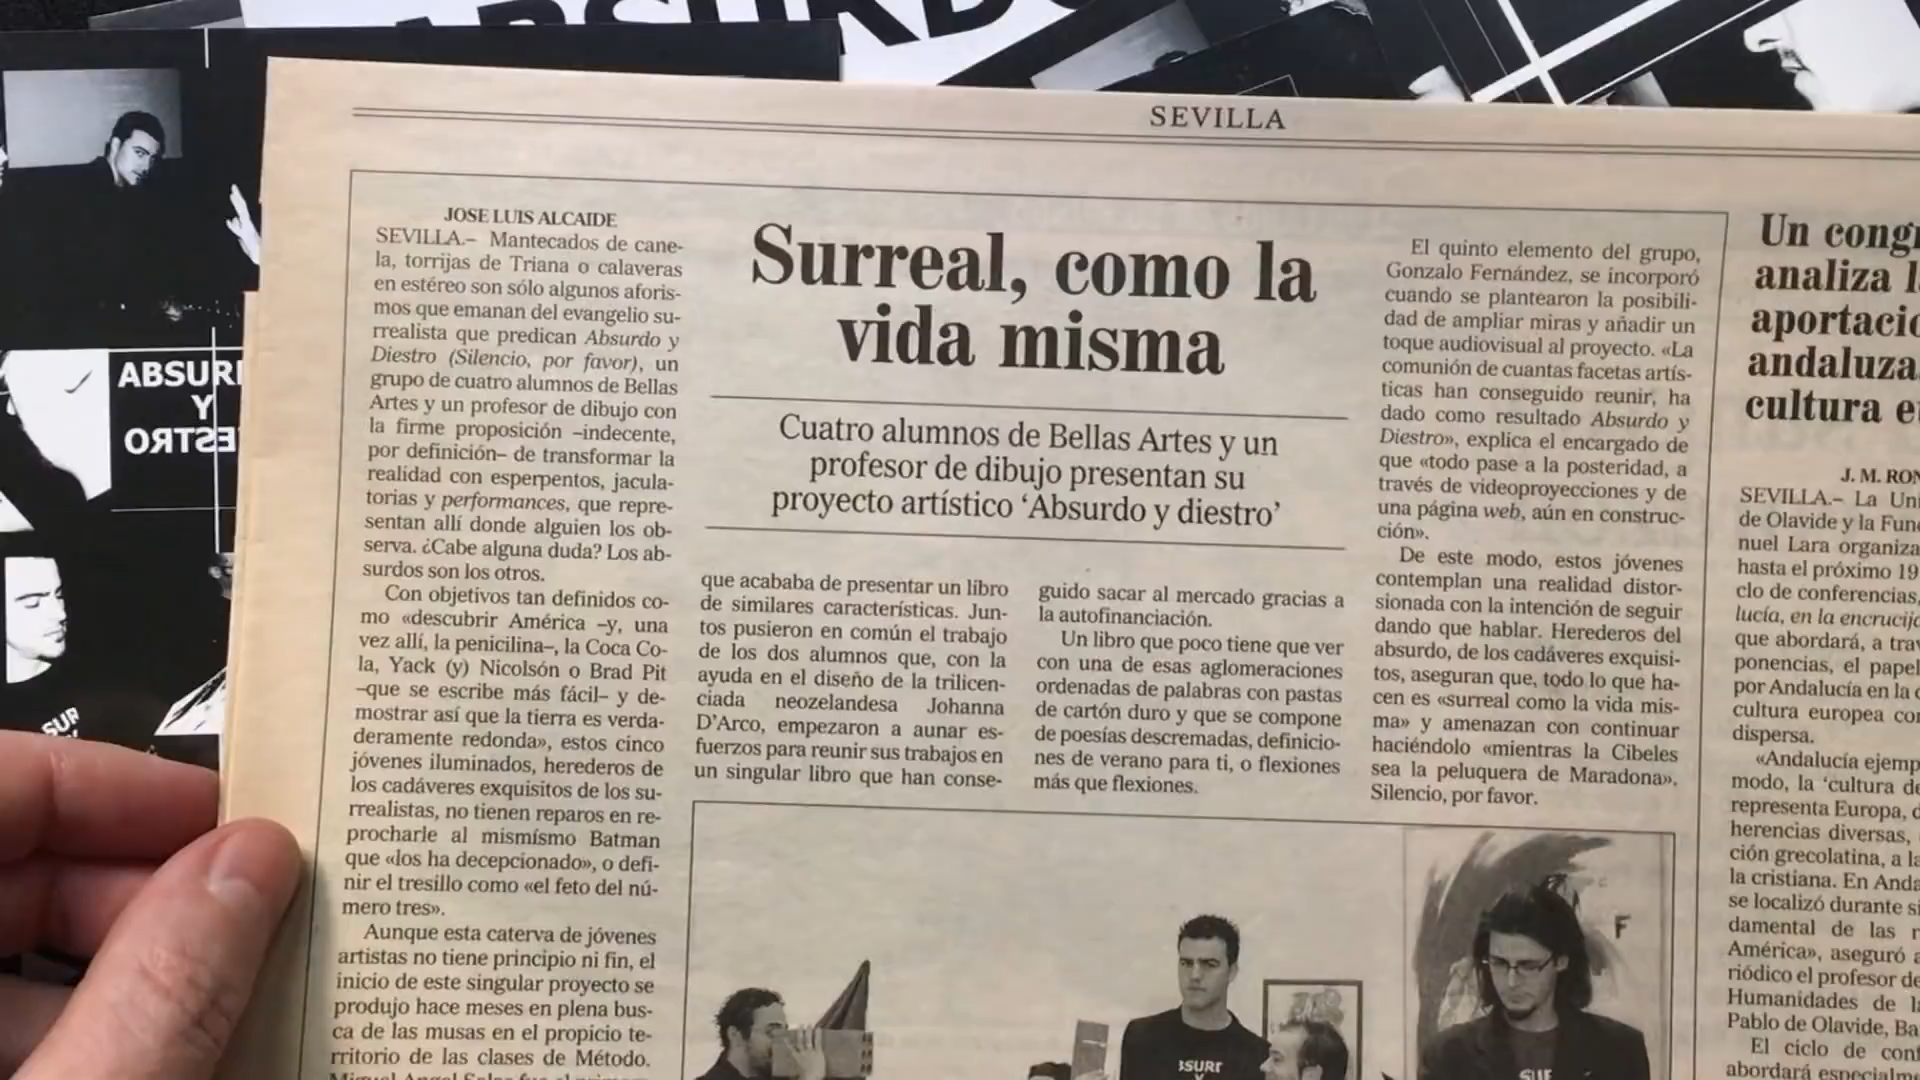 ABSURDO
SEVILLA
JOSE LUIS ALCAIDE
SEVILLA.– Mantecados de cane-
la, torrijas de Triana o calaveras
en estéreo son sólo algunos aforis-
mos que emanan del evangelio su-
rrealista que predican Absurdo y
Diestro (Silencio, por favor), un
grupo de cuatro alumnos de Bellas
Artes y un profesor de dibujo con
la firme proposición –indecente,
por definición– de transformar la
realidad con esperpentos, jacula-
torias y performances, que repre-
sentan allí donde alguien los ob-
serva. ¿Cabe alguna duda? Los ab-
surdos son los otros.
Con objetivos tan definidos co-
mo «descubrir América –y, una
vez allí, la penicilina–, la Coca Co-
la, Yack (y) Nicolsón o Brad Pit
–que se escribe más fácil– y de-
mostrar así que la tierra es verda-
deramente redonda», estos cinco
jóvenes iluminados, herederos de
los cadáveres exquisitos de los su-
rrealistas, no tienen reparos en re-
procharle al mismísmo Batman
que «los ha decepcionado», o defi-
nir el tresillo como «el feto del nú-
mero tres».
Aunque esta caterva de jóvenes
artistas no tiene principio ni fin, el
inicio de este singular proyecto se
produjo hace meses en plena bus-
ca de las musas en el propicio te-
rritorio de las clases de Método.
Surreal, como la
vida misma
Cuatro alumnos de Bellas Artes y un
profesor de dibujo presentan su
proyecto artístico ‘Absurdo y diestro’
que acababa de presentar un libro
de similares características. Jun-
tos pusieron en común el trabajo
de los dos alumnos que, con la
ayuda en el diseño de la trilicen-
ciada neozelandesa Johanna
D’Arco, empezaron a aunar es-
fuerzos para reunir sus trabajos en
un singular libro que han conse-
guido sacar al mercado gracias a
la autofinanciación.
Un libro que poco tiene que ver
con una de esas aglomeraciones
ordenadas de palabras con pastas
de cartón duro y que se compone
de poesías descremadas, definicio-
nes de verano para ti, o flexiones
más que flexiones.
El quinto elemento del grupo,
Gonzalo Fernández, se incorporó
cuando se plantearon la posibili-
dad de ampliar miras y añadir un
toque audiovisual al proyecto. «La
comunión de cuantas facetas artís-
ticas han conseguido reunir, ha
dado como resultado Absurdo y
Diestro», explica el encargado de
que «todo pase a la posteridad, a
través de videoproyecciones y de
una página web, aún en construc-
ción».
De este modo, estos jóvenes
contemplan una realidad distor-
sionada con la intención de seguir
dando que hablar. Herederos del
absurdo, de los cadáveres exquisi-
tos, aseguran que, todo lo que ha-
cen es «surreal como la vida mis-
ma» y amenazan con continuar
haciéndolo «mientras la Cibeles
sea la peluquera de Maradona».
Silencio, por favor.
Un cong
analiza l
aportacio
andaluza
cultura e
J. M. RON
SEVILLA.– La Uni
de Olavide y la Fun
nuel Lara organiza
hasta el próximo 19
clo de conferencias,
lucía, en la encrucij
que abordará, a trav
ponencias, el papel
por Andalucía en la
cultura europea co
dispersa.
«Andalucía ejemp
modo, la ‘cultura de
representa Europa, d
herencias diversas,
ción grecolatina, a la
la cristiana. En Anda
se localizó durante si
damental de las
América», aseguró a
riódico el profesor de
Humanidades de l
Pablo de Olavide, Ba
El ciclo de conf
abordará especialme
ABSUR
Y
ESTRO
SUR
F
SURE
Y
SUF